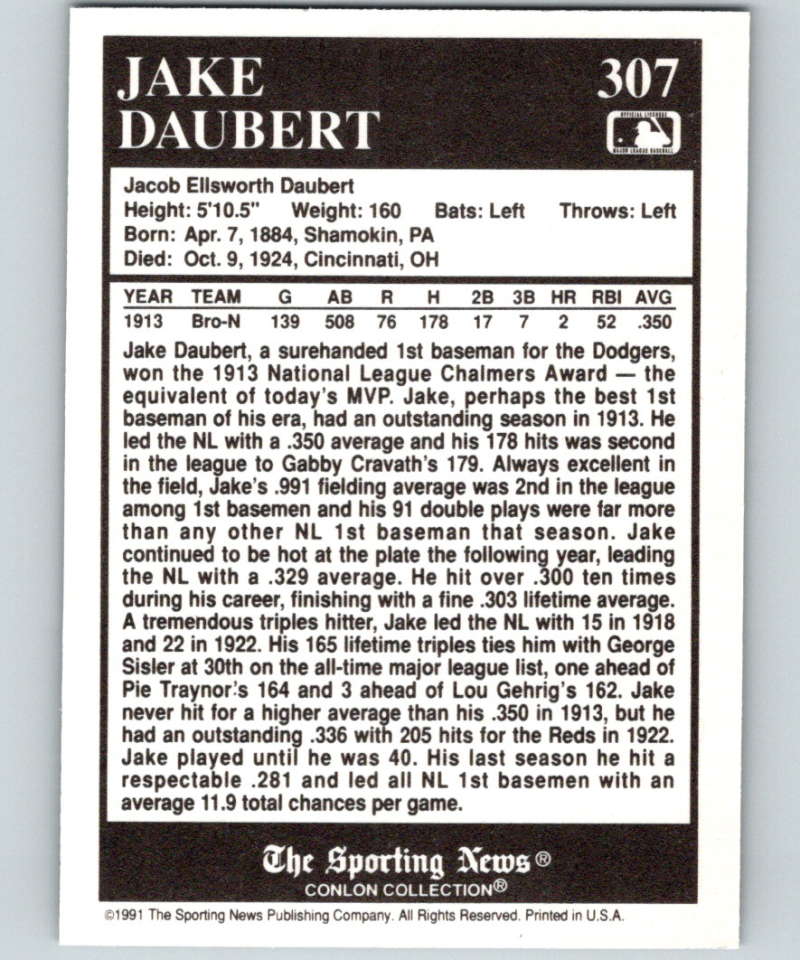 JAKE
DAUBERT
307
OFFICIAL LICENSEE
MAJOR LEAGUE BASEBALL
Jacob Ellsworth Daubert
Height: 5'10.5" Weight: 160 Bats: Left Throws: Left
Born: Apr. 7, 1884, Shamokin, PA
Died: Oct. 9, 1924, Cincinnati, OH
YEAR TEAM G AB R H 2B 3B HR RBI AVG
1913 Bro-N 139 508 76 178 17 7 2 52 .350
Jake Daubert, a surehanded 1st baseman for the Dodgers,
won the 1913 National League Chalmers Award — the
equivalent of today's MVP. Jake, perhaps the best 1st
baseman of his era, had an outstanding season in 1913. He
led the NL with a .350 average and his 178 hits was second
in the league to Gabby Cravath's 179. Always excellent in
the field, Jake's .991 fielding average was 2nd in the league
among 1st basemen and his 91 double plays were far more
than any other NL 1st baseman that season. Jake
continued to be hot at the plate the following year, leading
the NL with a .329 average. He hit over .300 ten times
during his career, finishing with a fine .303 lifetime average.
A tremendous triples hitter, Jake led the NL with 15 in 1918
and 22 in 1922. His 165 lifetime triples ties him with George
Sisler at 30th on the all-time major league list, one ahead of
Pie Traynor's 164 and 3 ahead of Lou Gehrig's 162. Jake
never hit for a higher average than his .350 in 1913, but he
had an outstanding .336 with 205 hits for the Reds in 1922.
Jake played until he was 40. His last season he hit a
respectable .281 and led all NL 1st basemen with an
average 11.9 total chances per game.
The Sporting News®
CONLON COLLECTION®
©1991 The Sporting News Publishing Company. All Rights Reserved. Printed in U.S.A.